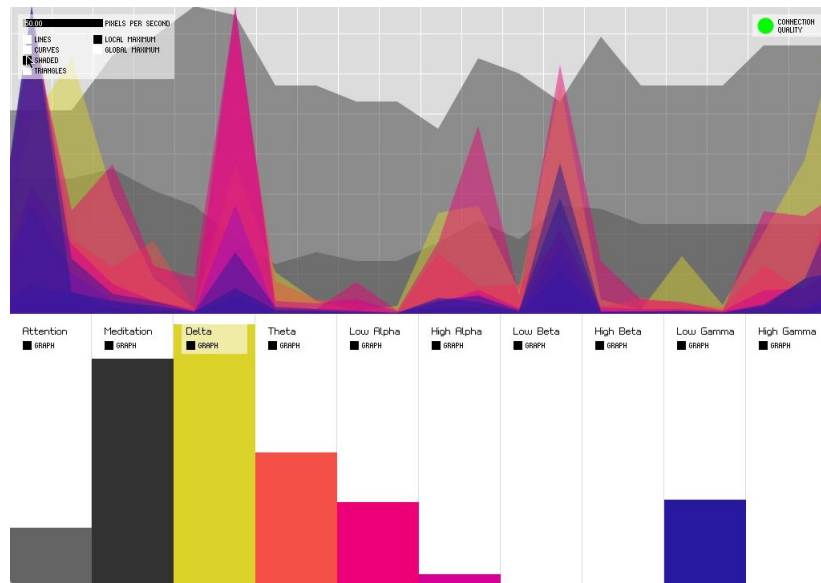 50.00 PIXELS PER SECOND
LINES
CURVES
SHADED
TRIANGLES
LOCAL MAXIMUM
GLOBAL MAXIMUM
CONNECTION
QUALITY
Attention Meditation Delta Theta Low Alpha High Alpha Low Beta High Beta Low Gamma High Gamma
GRAPH GRAPH GRAPH GRAPH GRAPH GRAPH GRAPH GRAPH GRAPH GRAPH